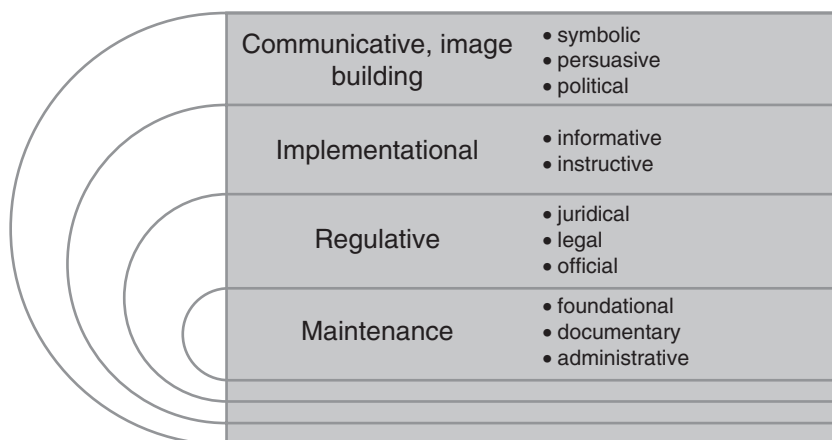 Communicative, image
building
• symbolic
• persuasive
• political
Implementational
• informative
• instructive
Regulative
• juridical
• legal
• official
Maintenance
• foundational
• documentary
• administrative